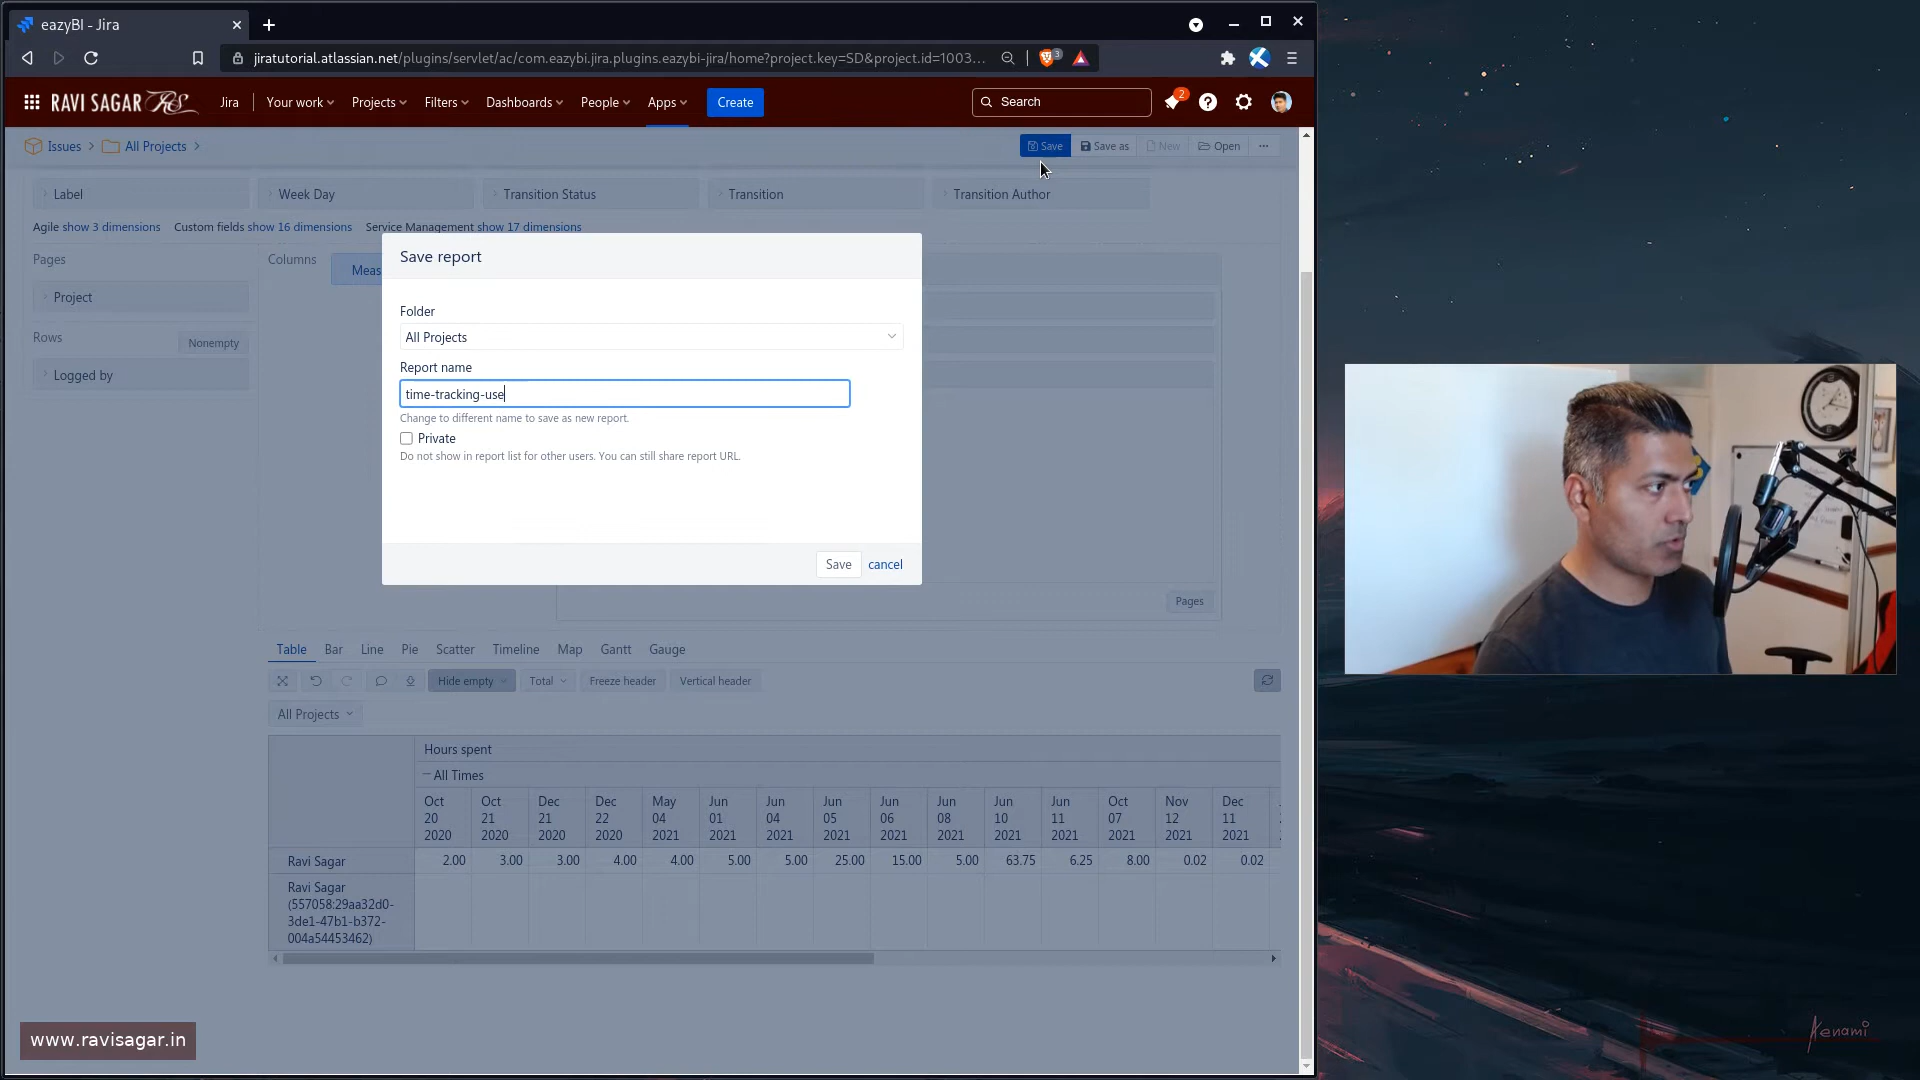 eazyBI - Jira
jiratutorial.atlassian.net/plugins/servlet/ac/com.eazybi.jira.plugins.eazybi-jira/home?project.key=SD&project.id=1003...
3
RAVI SAGAR RS
Jira
Your work
Projects
Filters
Dashboards
People
Apps
Create
Search
2
Issues
All Projects
Save
Save as
New
Open
Label
Week Day
Transition Status
Transition
Transition Author
Agile show 3 dimensions Custom fields show 16 dimensions Service Management show 17 dimensions
Pages
Columns
Meas
Project
Rows
Nonempty
Logged by
Save report
Folder
All Projects
Report name
time-tracking-use
Change to different name to save as new report.
Private
Do not show in report list for other users. You can still share report URL.
Save
cancel
Pages
Table
Bar
Line
Pie
Scatter
Timeline
Map
Gantt
Gauge
Hide empty
Total
Freeze header
Vertical header
All Projects
Hours spent
All Times
Oct 20 2020
Oct 21 2020
Dec 21 2020
Dec 22 2020
May 04 2021
Jun 01 2021
Jun 04 2021
Jun 05 2021
Jun 06 2021
Jun 08 2021
Jun 10 2021
Jun 11 2021
Oct 07 2021
Nov 12 2021
Dec 11 2021
Ravi Sagar 2.00 3.00 3.00 4.00 4.00 5.00 5.00 25.00 15.00 5.00 63.75 6.25 8.00 0.02 0.02
Ravi Sagar
(557058:29aa32d0-
3de1-47b1-b372-
004a54453462)
www.ravisagar.in
Kenami